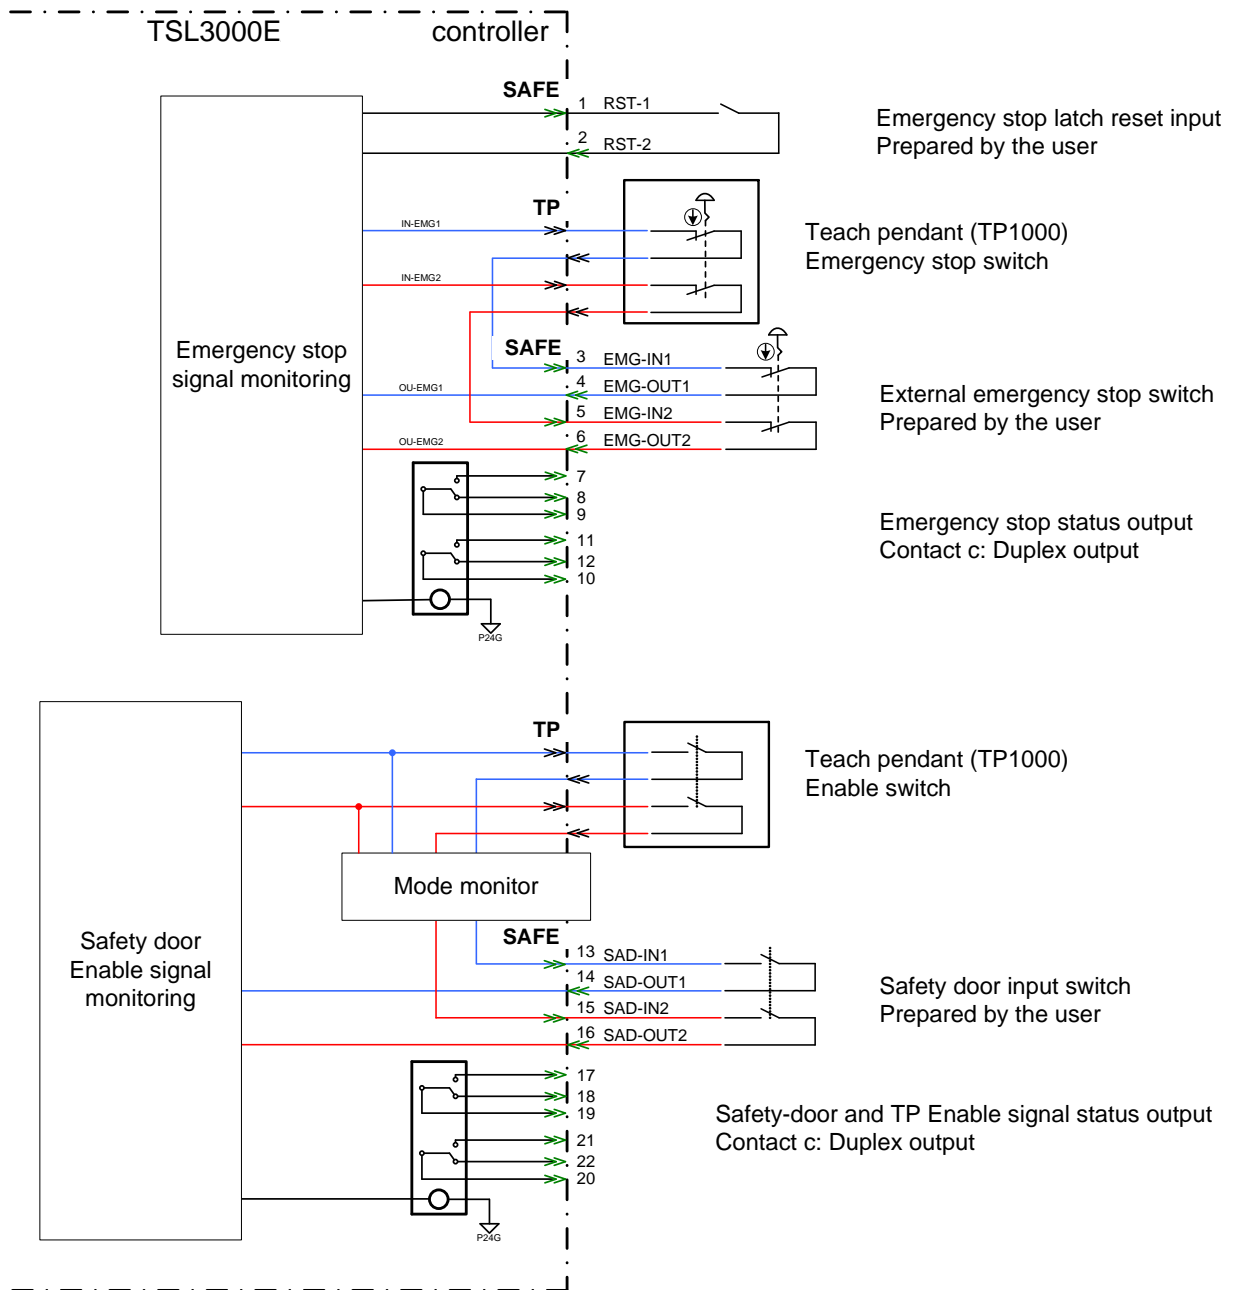 TSL3000E controller
SAFE
1 RST-1
2 RST-2
Emergency stop latch reset input
Prepared by the user
TP
IN-EMG1
IN-EMG2
Teach pendant (TP1000)
Emergency stop switch
Emergency stop
signal monitoring
SAFE
3 EMG-IN1
4 EMG-OUT1
OU-EMG1
5 EMG-IN2
6 EMG-OUT2
OU-EMG2
External emergency stop switch
Prepared by the user
7
8
9
11
12
10
P24G
Emergency stop status output
Contact c: Duplex output
TP
Teach pendant (TP1000)
Enable switch
Mode monitor
Safety door
Enable signal
monitoring
SAFE
13 SAD-IN1
14 SAD-OUT1
15 SAD-IN2
16 SAD-OUT2
Safety door input switch
Prepared by the user
17
18
19
21
22
20
P24G
Safety-door and TP Enable signal status output
Contact c: Duplex output